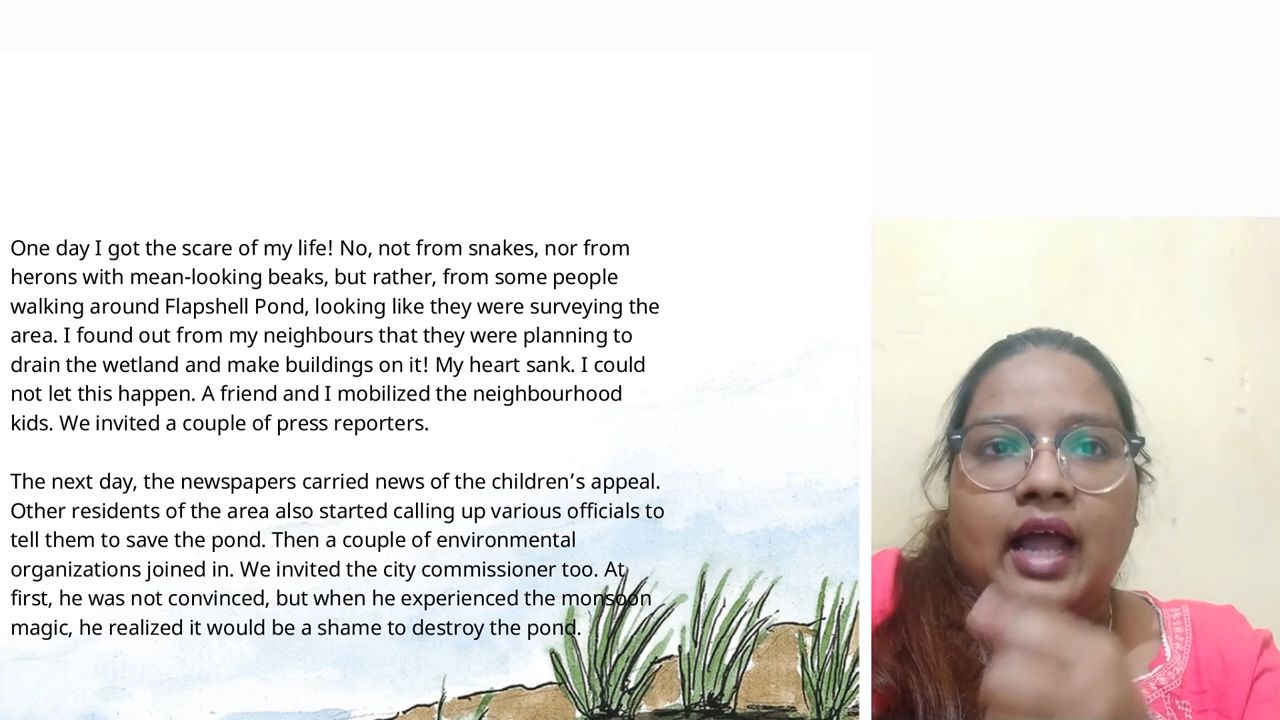 One day I got the scare of my life! No, not from snakes, nor from
herons with mean-looking beaks, but rather, from some people
walking around Flapshell Pond, looking like they were surveying the
area. I found out from my neighbours that they were planning to
drain the wetland and make buildings on it! My heart sank. I could
not let this happen. A friend and I mobilized the neighbourhood
kids. We invited a couple of press reporters.
The next day, the newspapers carried news of the children’s appeal.
Other residents of the area also started calling up various officials to
tell them to save the pond. Then a couple of environmental
organizations joined in. We invited the city commissioner too. At
first, he was not convinced, but when he experienced the monsoon
magic, he realized it would be a shame to destroy the pond.